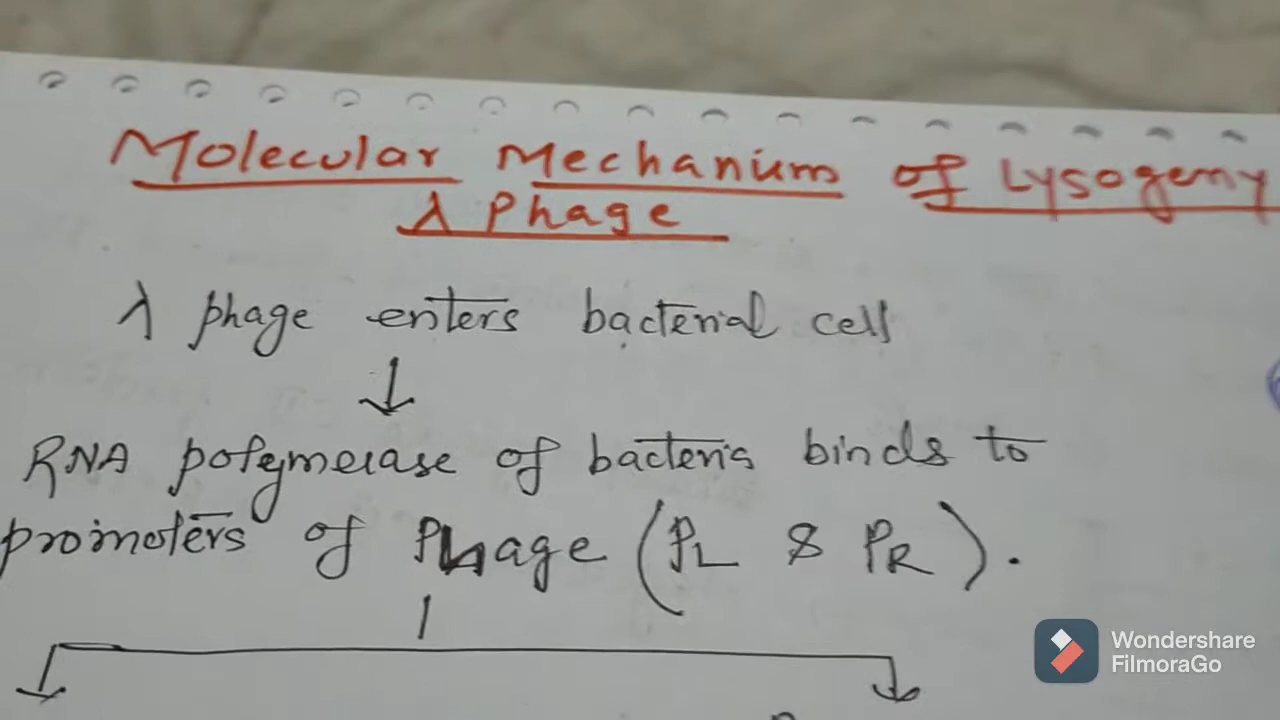 Molecular Mechanism of Lysogeny
λ Phage
λ phage enters bacterial cell
↓
RNA polymerase of bacteria binds to
promoters of Phage (PL & PR).
Wondershare
FilmoraGo